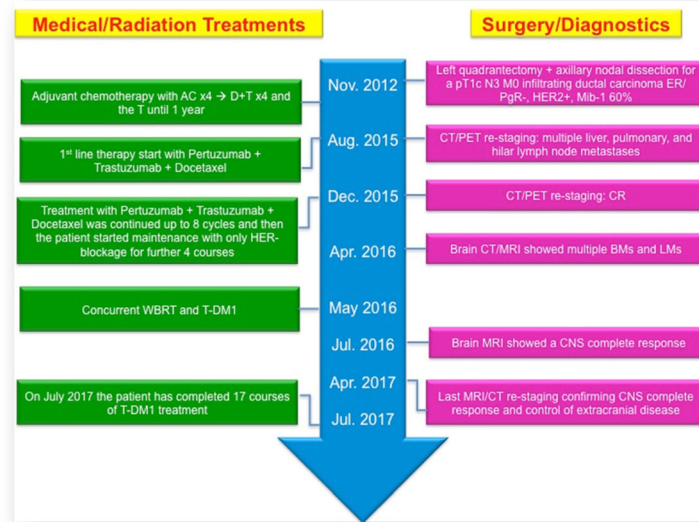 Medical/Radiation Treatments
Surgery/Diagnostics
Nov. 2012
Left quadrantectomy + axillary nodal dissection for
a pT1c N3 M0 infiltrating ductal carcinoma ER/
PgR-, HER2+, Mib-1 60%
Adjuvant chemotherapy with AC x4 → D+T x4 and
the T until 1 year
Aug. 2015
CT/PET re-staging: multiple liver, pulmonary, and
hilar lymph node metastases
1st line therapy start with Pertuzumab +
Trastuzumab + Docetaxel
Dec. 2015
CT/PET re-staging: CR
Treatment with Pertuzumab + Trastuzumab +
Docetaxel was continued up to 8 cycles and then
the patient started maintenance with only HER-
blockage for further 4 courses
Apr. 2016
Brain CT/MRI showed multiple BMs and LMs
May 2016
Concurrent WBRT and T-DM1
Jul. 2016
Brain MRI showed a CNS complete response
Apr. 2017
Last MRI/CT re-staging confirming CNS complete
response and control of extracranial disease
On July 2017 the patient has completed 17 courses
of T-DM1 treatment
Jul. 2017